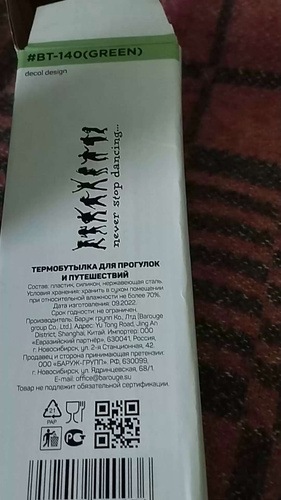 #BT-140(GREEN)
decol design
never stop dancing...
ТЕРМОБУТЫЛКА ДЛЯ ПРОГУЛОК
И ПУТЕШЕСТВИЙ
Состав: пластик, силикон, нержавеющая сталь.
Условия хранения: хранить в сухом помещении
при относительной влажности не более 70%.
Дата изготовления: 09.2022.
Срок годности: не ограничен.
Производитель: Баруж групп Ко., Лтд (Barouge
group Co., Ltd.). Адрес: Yu Tong Road, Jing An
District, Shanghai, Китай. Импортер: ООО
«Евразийский партнёр», 630041, Россия,
г. Новосибирск, ул. 2-я Станционная, 42.
Продавец и сторона принимающая претензии:
ООО «БАРУЖ-ГРУПП», РФ, 630099,
г. Новосибирск, ул. Ядринцевская, 68/1
E-mail: office@barouge.su
Товар не подлежит обязательной сертификации.
21
PAP